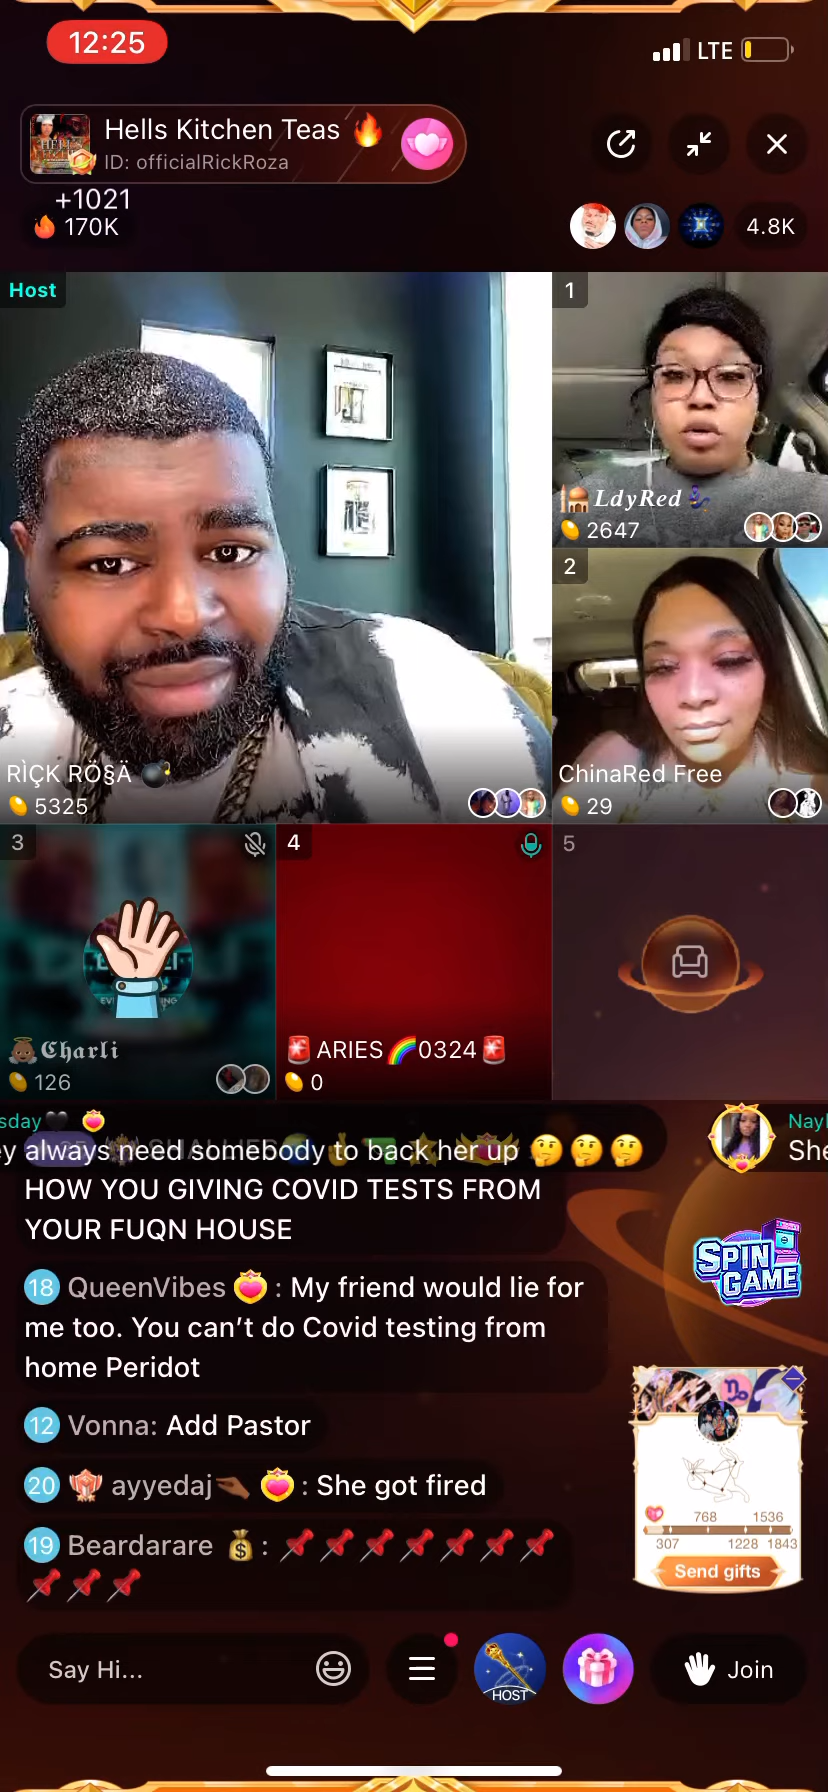 12:25
LTE
Hells Kitchen Teas 🔥
ID: officialRickRoza
+1021
🔥 170K
4.8K
Host
1
LdyRed
2647
2
RÌÇK RÖ§Ä 💣
5325
ChinaRed Free
29
3
4
5
𝕮𝖍𝖆𝖗𝖑𝖎
126
🚨ARIES🌈0324🚨
0
sday🖤
Nayl
y always need somebody to back her up 🤔🤔🤔
She
HOW YOU GIVING COVID TESTS FROM
YOUR FUQN HOUSE
18 QueenVibes : My friend would lie for
me too. You can't do Covid testing from
home Peridot
SPIN
GAME
12 Vonna: Add Pastor
20 ayyedaj : She got fired
19 Beardarare 💰 : 📌📌📌📌📌📌📌
📌📌📌
768 1536
307 1228 1843
Send gifts
Say Hi...
HOST
Join